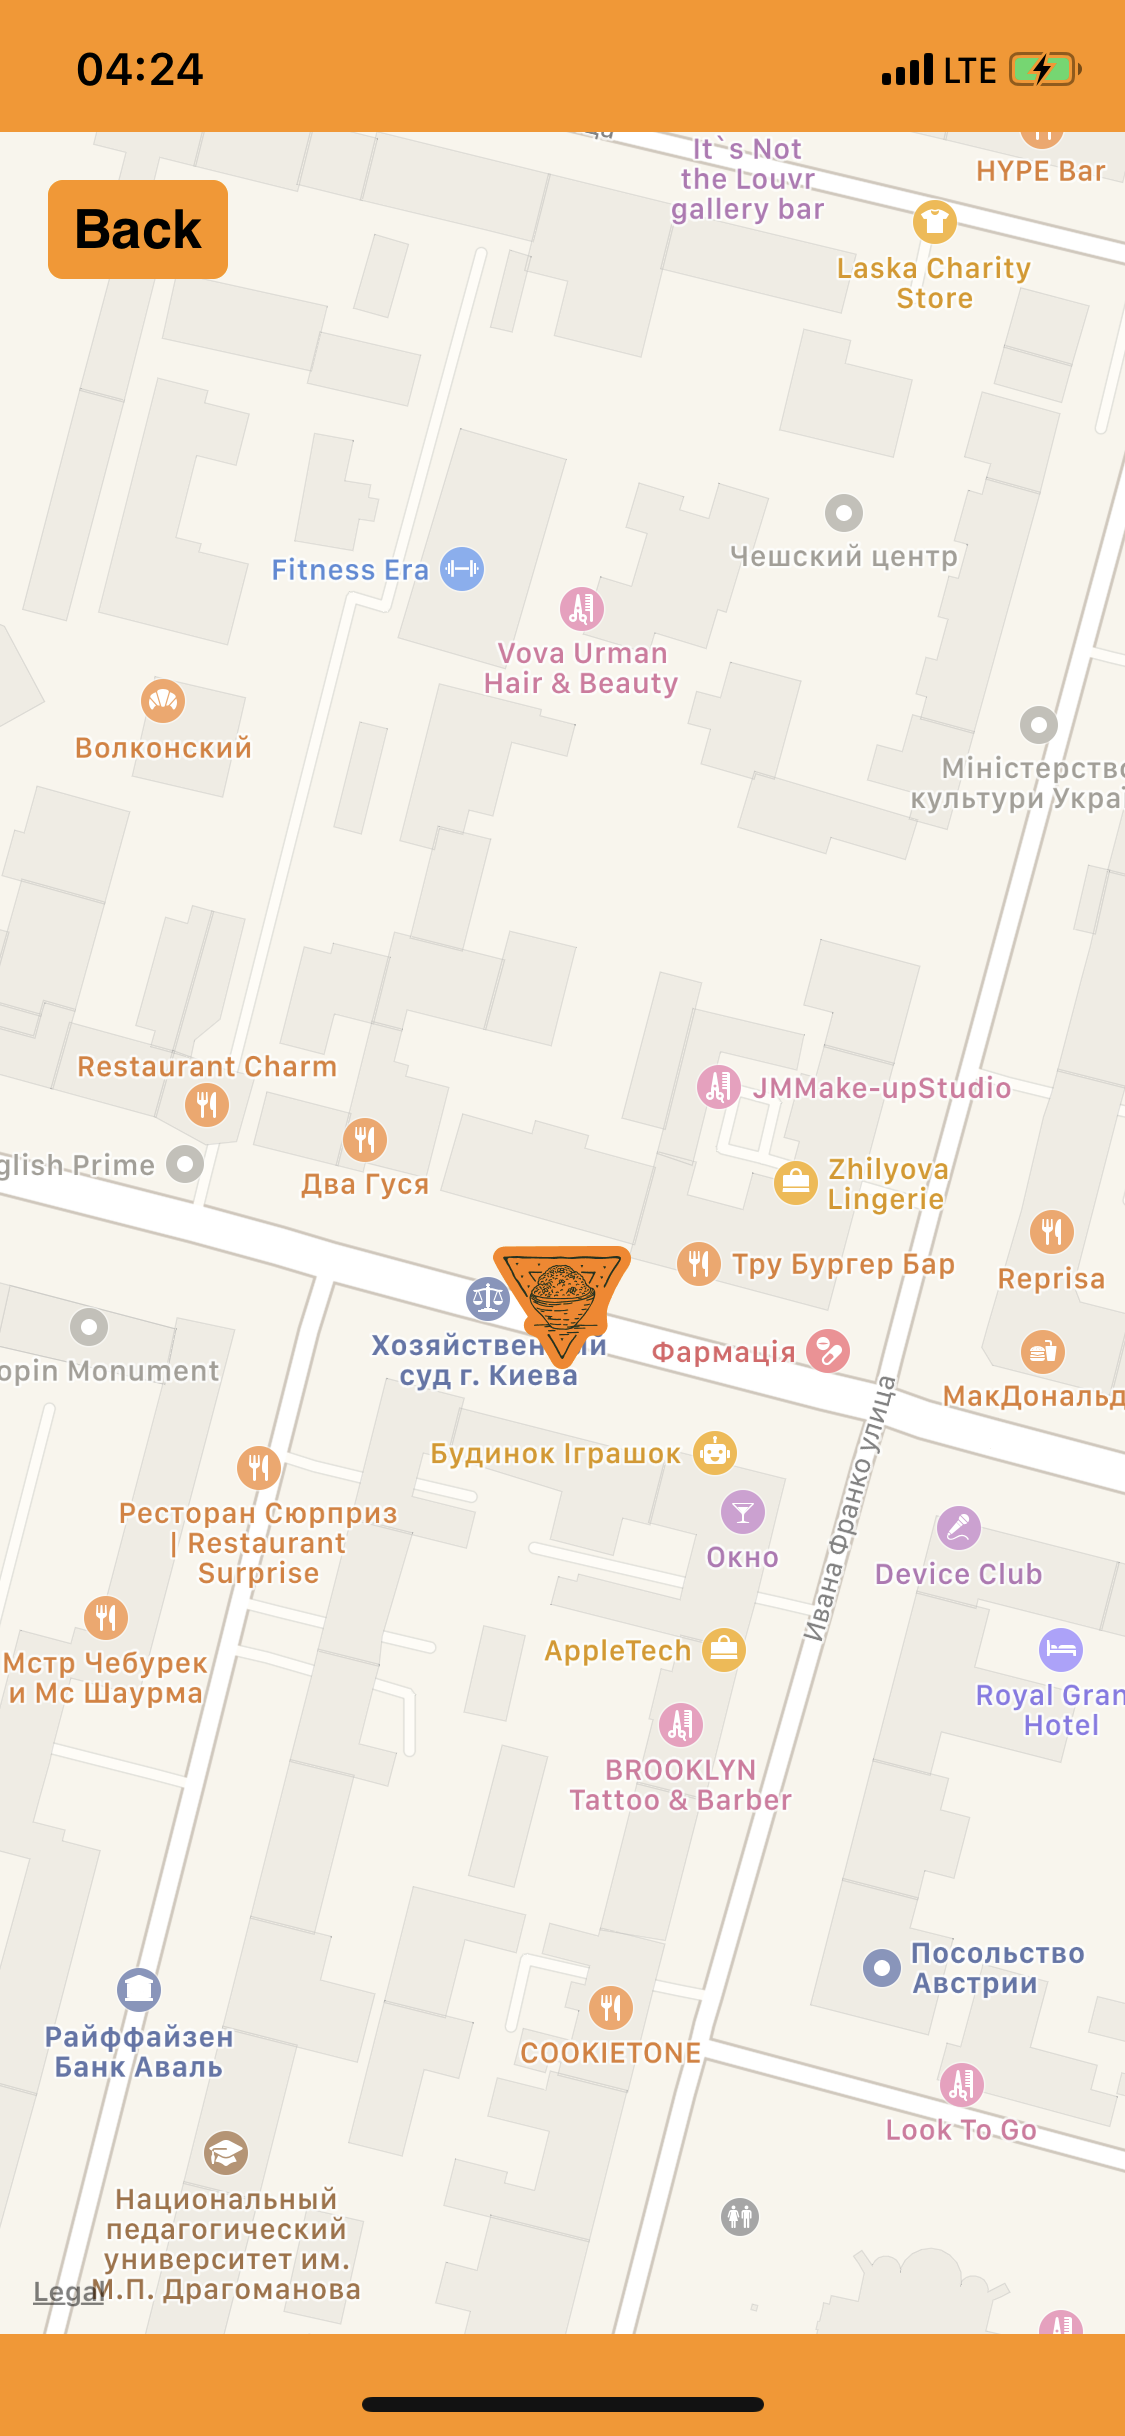 04:24
LTE
It`s Not
the Louvr
gallery bar
HYPE Bar
Back
Laska Charity
Store
Чешский центр
Fitness Era
Vova Urman
Hair & Beauty
Волконский
Міністерство
культури Украї
Restaurant Charm
JMMake-upStudio
glish Prime
Два Гуся
Zhilyova
Lingerie
Тру Бургер Бар
Reprisa
Хозяйственный
суд г. Киева
Фармація
opin Monument
МакДональд
Будинок Іграшок
Ивана Франко улица
Ресторан Сюрприз
| Restaurant
Surprise
Окно
Device Club
Мстр Чебурек
и Мс Шаурма
AppleTech
Royal Gran
Hotel
BROOKLYN
Tattoo & Barber
Посольство
Австрии
Райффайзен
Банк Аваль
COOKIETONE
Look To Go
Национальный
педагогический
университет им.
М.П. Драгоманова
Legal